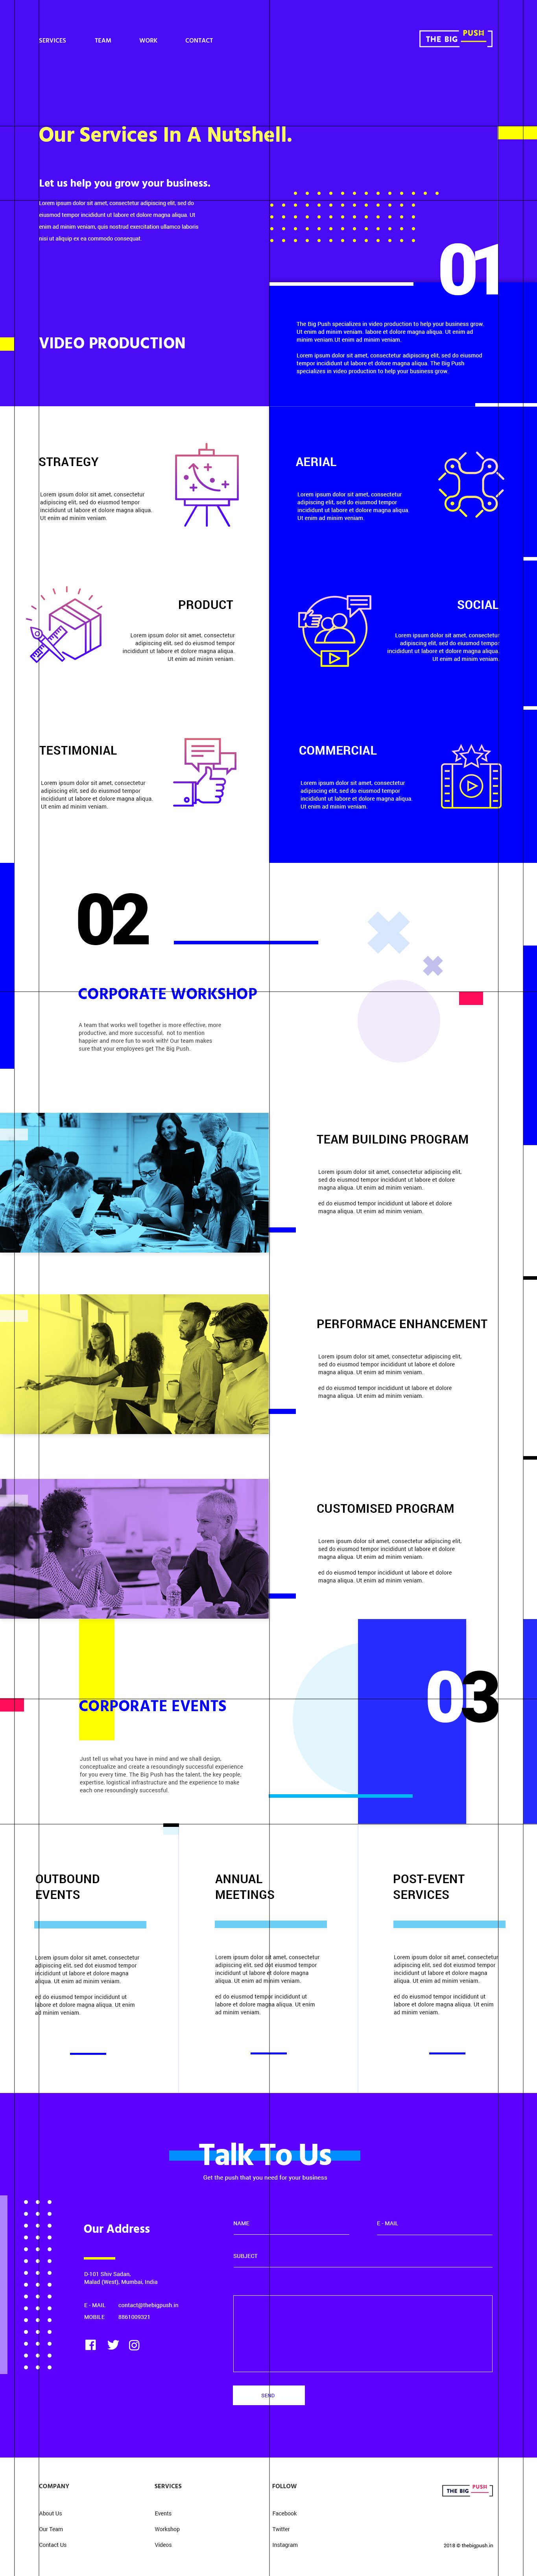 SERVICES TEAM WORK CONTACT
THE BIG PUSH
Our Services In A Nutshell.
Let us help you grow your business.
Lorem ipsum dolor sit amet, consectetur adipiscing elit, sed do
eiusmod tempor incididunt ut labore et dolore magna aliqua. Ut
enim ad minim veniam, quis nostrud exercitation ullamco laboris
nisi ut aliquip ex ea commodo consequat.
01
VIDEO PRODUCTION
The Big Push specializes in video production to help your business grow.
Ut enim ad minim veniam. labore et dolore magna aliqua. Ut enim ad
minim veniam.Ut enim ad minim veniam.
Lorem ipsum dolor sit amet, consectetur adipiscing elit, sed do eiusmod
tempor incididunt ut labore et dolore magna aliqua. The Big Push
specializes in video production to help your business grow.
STRATEGY
Lorem ipsum dolor sit amet, consectetur
adipiscing elit, sed do eiusmod tempor
incididunt ut labore et dolore magna aliqua.
Ut enim ad minim veniam.
AERIAL
Lorem ipsum dolor sit amet, consectetur
adipiscing elit, sed do eiusmod tempor
incididunt ut labore et dolore magna aliqua.
Ut enim ad minim veniam.
PRODUCT
Lorem ipsum dolor sit amet, consectetur
adipiscing elit, sed do eiusmod tempor
incididunt ut labore et dolore magna aliqua.
Ut enim ad minim veniam.
SOCIAL
Lorem ipsum dolor sit amet, consectetur
adipiscing elit, sed do eiusmod tempor
incididunt ut labore et dolore magna aliqua.
Ut enim ad minim veniam.
TESTIMONIAL
Lorem ipsum dolor sit amet, consectetur
adipiscing elit, sed do eiusmod tempor
incididunt ut labore et dolore magna aliqua.
Ut enim ad minim veniam.
COMMERCIAL
Lorem ipsum dolor sit amet, consectetur
adipiscing elit, sed do eiusmod tempor
incididunt ut labore et dolore magna aliqua.
Ut enim ad minim veniam.
02
CORPORATE WORKSHOP
A team that works well together is more effective, more
productive, and more successful, not to mention
happier and more fun to work with! Our team makes
sure that your employees get The Big Push.
TEAM BUILDING PROGRAM
Lorem ipsum dolor sit amet, consectetur adipiscing elit,
sed do eiusmod tempor incididunt ut labore et dolore
magna aliqua. Ut enim ad minim veniam.
ed do eiusmod tempor incididunt ut labore et dolore
magna aliqua. Ut enim ad minim veniam.
PERFORMACE ENHANCEMENT
Lorem ipsum dolor sit amet, consectetur adipiscing elit,
sed do eiusmod tempor incididunt ut labore et dolore
magna aliqua. Ut enim ad minim veniam.
ed do eiusmod tempor incididunt ut labore et dolore
magna aliqua. Ut enim ad minim veniam.
CUSTOMISED PROGRAM
Lorem ipsum dolor sit amet, consectetur adipiscing elit,
sed do eiusmod tempor incididunt ut labore et dolore
magna aliqua. Ut enim ad minim veniam.
ed do eiusmod tempor incididunt ut labore et dolore
magna aliqua. Ut enim ad minim veniam.
03
CORPORATE EVENTS
Just tell us what you have in mind and we shall design,
conceptualize and create a resoundingly successful experience
for you every time. The Big Push has the talent, the key people,
expertise, logistical infrastructure and the experience to make
each one resoundingly successful.
OUTBOUND
EVENTS
Lorem ipsum dolor sit amet, consectetur
adipiscing elit, sed dot eiusmod tempor
incididunt ut labore et dolore magna
aliqua. Ut enim ad minim veniam.
ed do eiusmod tempor incididunt ut
labore et dolore magna aliqua. Ut enim
ad minim veniam.
ANNUAL
MEETINGS
Lorem ipsum dolor sit amet, consectetur
adipiscing elit, sed dot eiusmod tempor
incididunt ut labore et dolore magna
aliqua. Ut enim ad minim veniam.
ed do eiusmod tempor incididunt ut
labore et dolore magna aliqua. Ut enim
ad minim veniam.
POST-EVENT
SERVICES
Lorem ipsum dolor sit amet, consectetur
adipiscing elit, sed dot eiusmod tempor
incididunt ut labore et dolore magna
aliqua. Ut enim ad minim veniam.
ed do eiusmod tempor incididunt ut
labore et dolore magna aliqua. Ut enim
ad minim veniam.
Talk To Us
Get the push that you need for your business
Our Address
D-101 Shiv Sadan,
Malad (West), Mumbai, India
E - MAIL contact@thebigpush.in
MOBILE 8861009321
NAME
E - MAIL
SUBJECT
SEND
COMPANY
About Us
Our Team
Contact Us
SERVICES
Events
Workshop
Videos
FOLLOW
Facebook
Twitter
Instagram
THE BIG PUSH
2018 © thebigpush.in